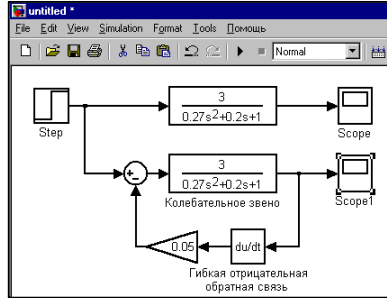 untitled *
File Edit View Simulation Format Tools Помощь
Normal
3
0.27s²+0.2s+1
Step
Scope
3
0.27s²+0.2s+1
Колебательное звено
Scope1
0.05
du/dt
Гибкая отрицательная
обратная связь